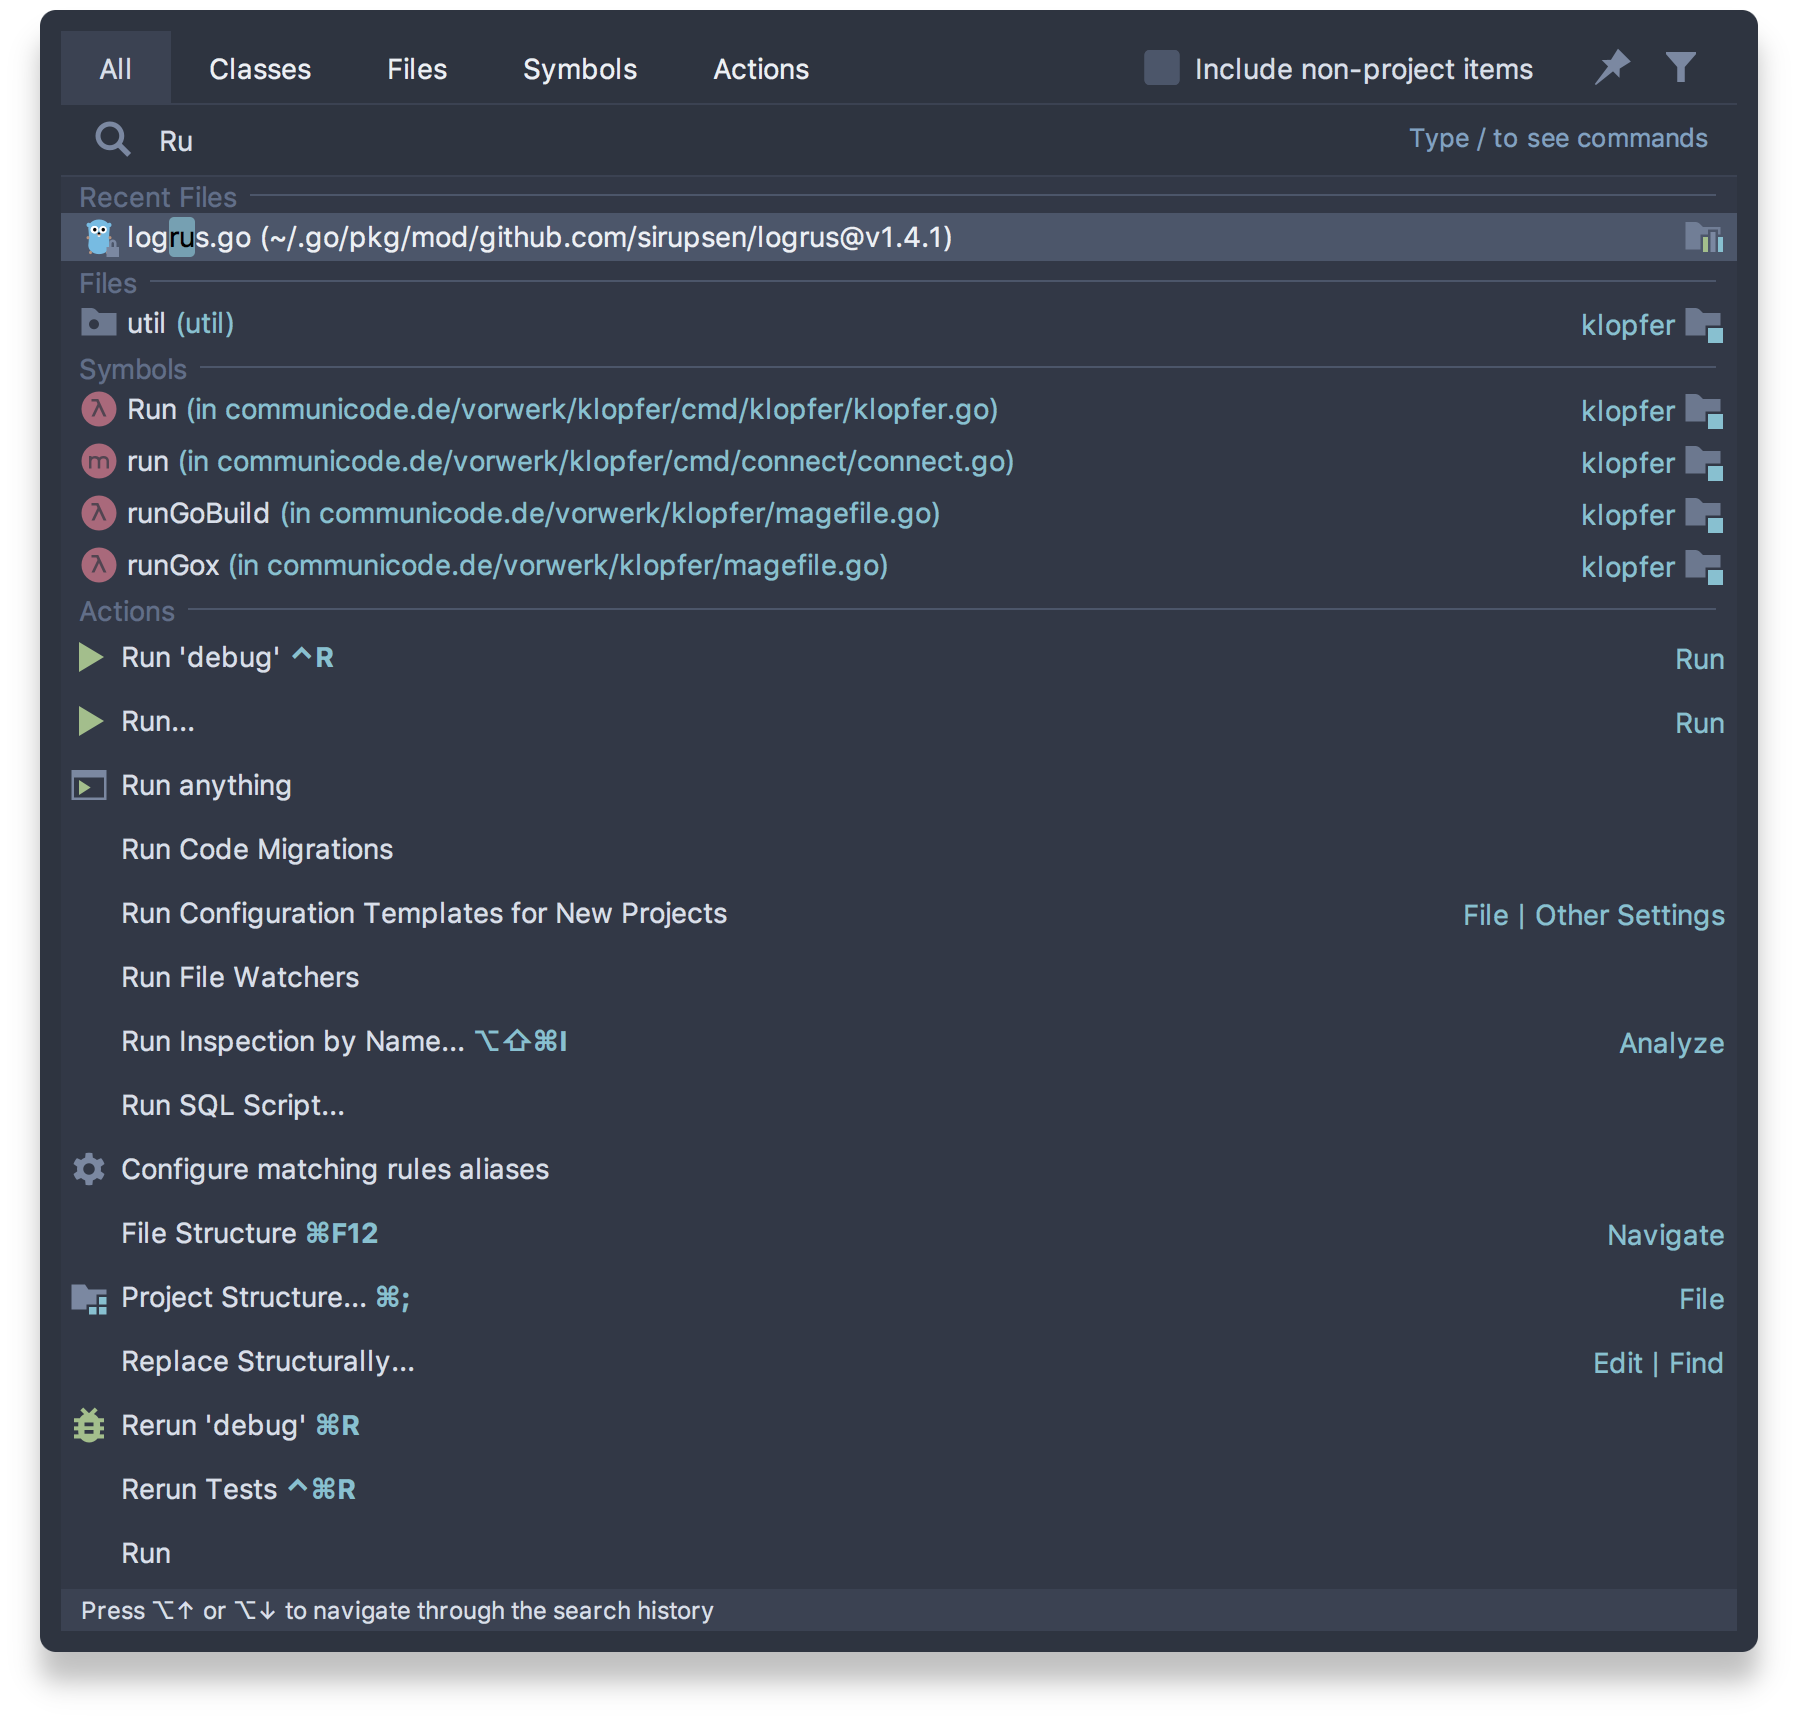 All Classes Files Symbols Actions Include non-project items
Ru Type / to see commands
Recent Files
logrus.go (~/.go/pkg/mod/github.com/sirupsen/logrus@v1.4.1)
Files
util (util) klopfer
Symbols
λ Run (in communicode.de/vorwerk/klopfer/cmd/klopfer/klopfer.go) klopfer
m run (in communicode.de/vorwerk/klopfer/cmd/connect/connect.go) klopfer
λ runGoBuild (in communicode.de/vorwerk/klopfer/magefile.go) klopfer
λ runGox (in communicode.de/vorwerk/klopfer/magefile.go) klopfer
Actions
Run 'debug' ^R Run
Run... Run
Run anything
Run Code Migrations
Run Configuration Templates for New Projects File | Other Settings
Run File Watchers
Run Inspection by Name... ⌥⇧⌘I Analyze
Run SQL Script...
Configure matching rules aliases
File Structure ⌘F12 Navigate
Project Structure... ⌘; File
Replace Structurally... Edit | Find
Rerun 'debug' ⌘R
Rerun Tests ^⌘R
Run
Press ⌥↑ or ⌥↓ to navigate through the search history